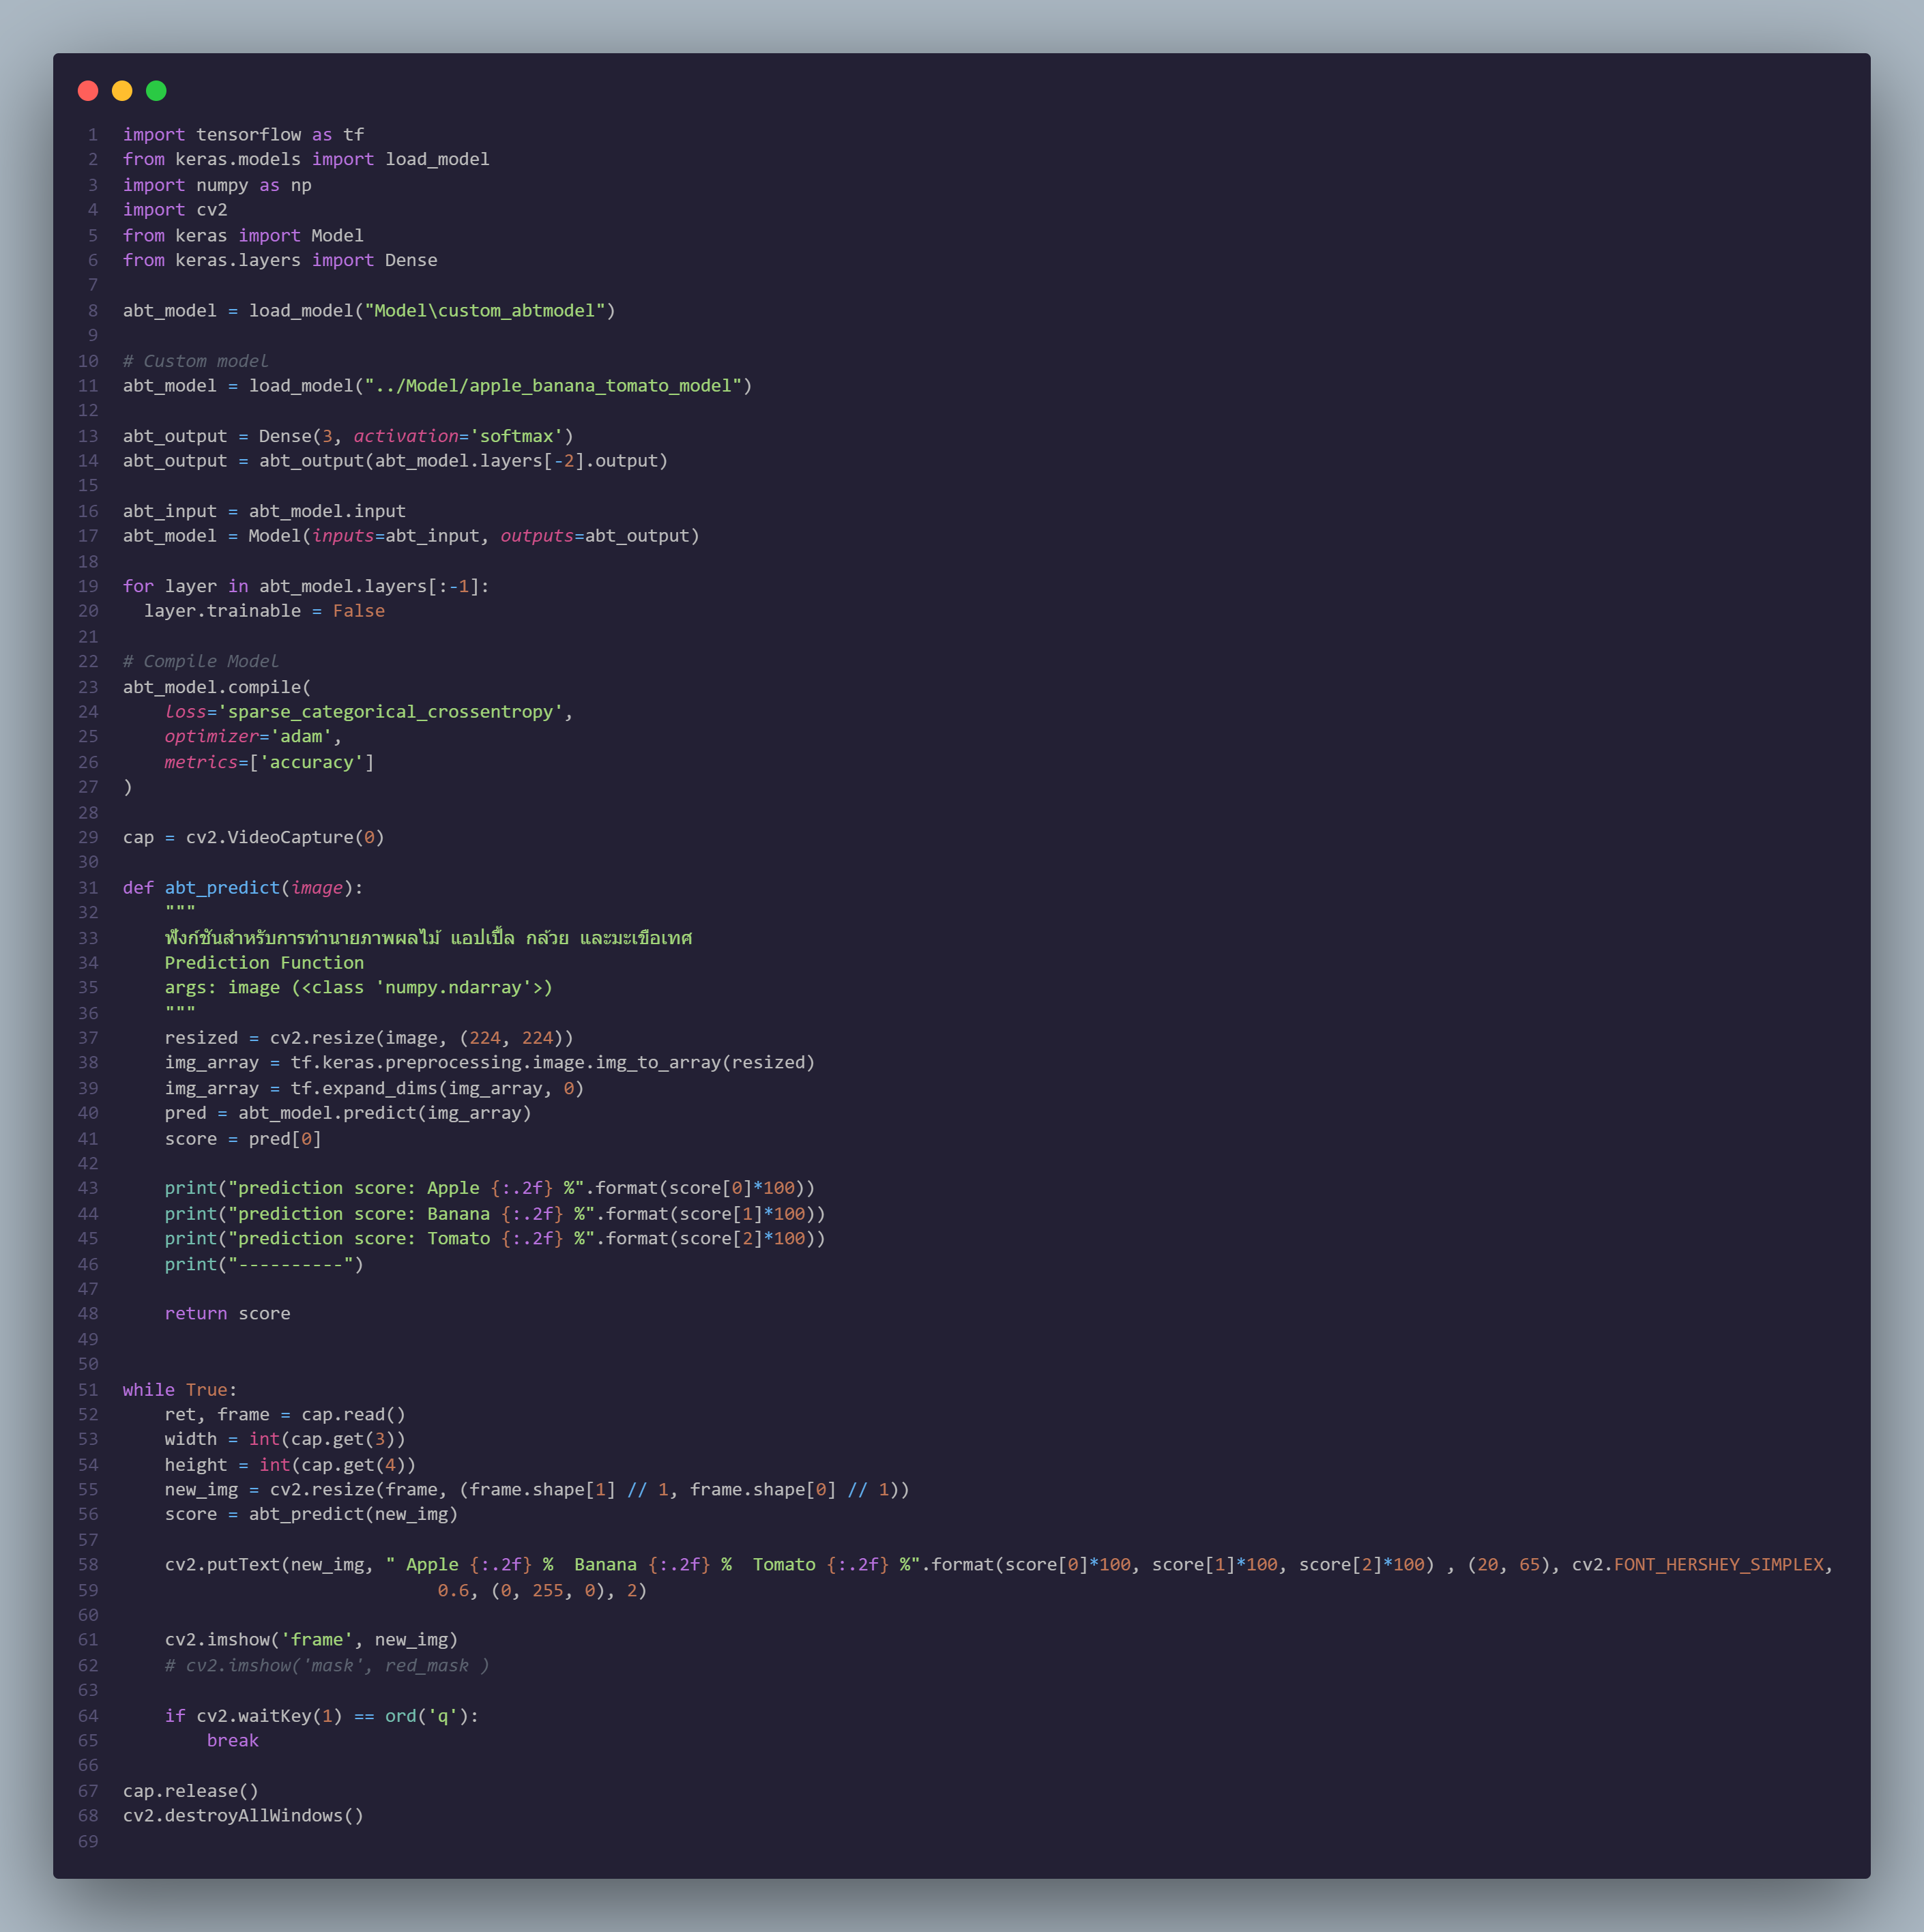 1 import tensorflow as tf
2 from keras.models import load_model
3 import numpy as np
4 import cv2
5 from keras import Model
6 from keras.layers import Dense
7
8 abt_model = load_model("Model\custom_abtmodel")
9
10 # Custom model
11 abt_model = load_model("../Model/apple_banana_tomato_model")
12
13 abt_output = Dense(3, activation='softmax')
14 abt_output = abt_output(abt_model.layers[-2].output)
15
16 abt_input = abt_model.input
17 abt_model = Model(inputs=abt_input, outputs=abt_output)
18
19 for layer in abt_model.layers[:-1]:
20   layer.trainable = False
21
22 # Compile Model
23 abt_model.compile(
24     loss='sparse_categorical_crossentropy',
25     optimizer='adam',
26     metrics=['accuracy']
27 )
28
29 cap = cv2.VideoCapture(0)
30
31 def abt_predict(image):
32     """
33     ฟังก์ชันสำหรับการทำนายภาพผลไม้ แอปเปิ้ล กล้วย และมะเขือเทศ
34     Prediction Function
35     args: image (<class 'numpy.ndarray'>)
36     """
37     resized = cv2.resize(image, (224, 224))
38     img_array = tf.keras.preprocessing.image.img_to_array(resized)
39     img_array = tf.expand_dims(img_array, 0)
40     pred = abt_model.predict(img_array)
41     score = pred[0]
42
43     print("prediction score: Apple {:.2f} %".format(score[0]*100))
44     print("prediction score: Banana {:.2f} %".format(score[1]*100))
45     print("prediction score: Tomato {:.2f} %".format(score[2]*100))
46     print("----------")
47
48     return score
49
50
51 while True:
52     ret, frame = cap.read()
53     width = int(cap.get(3))
54     height = int(cap.get(4))
55     new_img = cv2.resize(frame, (frame.shape[1] // 1, frame.shape[0] // 1))
56     score = abt_predict(new_img)
57
58     cv2.putText(new_img, " Apple {:.2f} %  Banana {:.2f} %  Tomato {:.2f} %".format(score[0]*100, score[1]*100, score[2]*100) , (20, 65), cv2.FONT_HERSHEY_SIMPLEX,
59                               0.6, (0, 255, 0), 2)
60
61     cv2.imshow('frame', new_img)
62     # cv2.imshow('mask', red_mask )
63
64     if cv2.waitKey(1) == ord('q'):
65         break
66
67 cap.release()
68 cv2.destroyAllWindows()
69